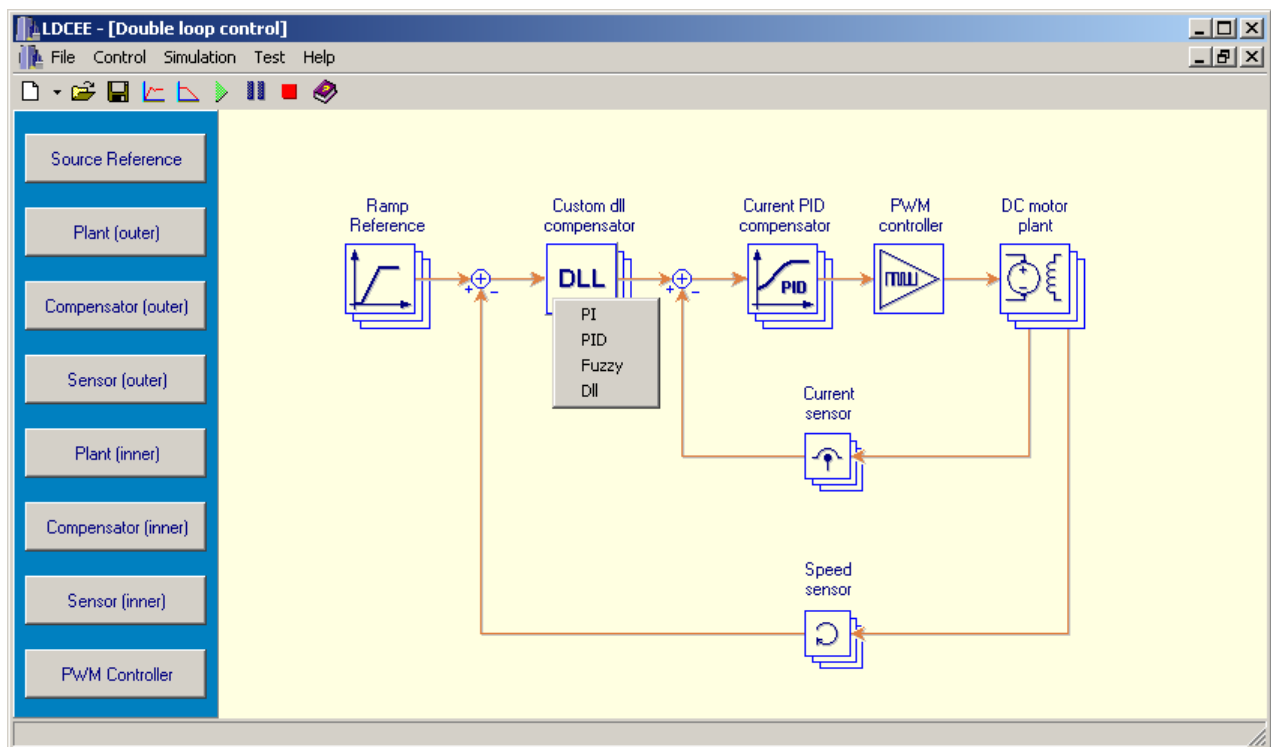 LDCEE - [Double loop control]
File Control Simulation Test Help
Source Reference
Plant (outer)
Compensator (outer)
Sensor (outer)
Plant (inner)
Compensator (inner)
Sensor (inner)
PWM Controller
Ramp
Reference
Custom dll
compensator
Current PID
compensator
PWM
controller
DC motor
plant
+
-
DLL
+
-
PID
PI
PID
Fuzzy
Dll
Current
sensor
Speed
sensor